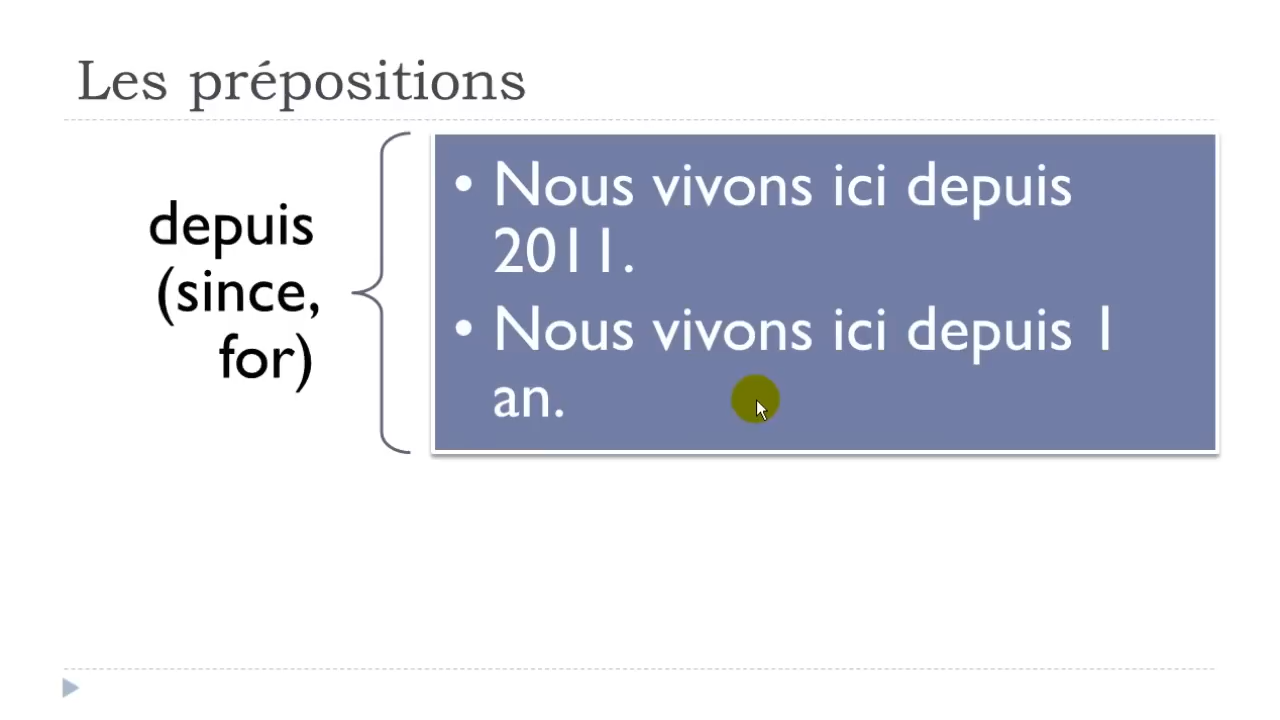 Les prépositions
depuis
(since,
for)
• Nous vivons ici depuis
2011.
• Nous vivons ici depuis 1
an.